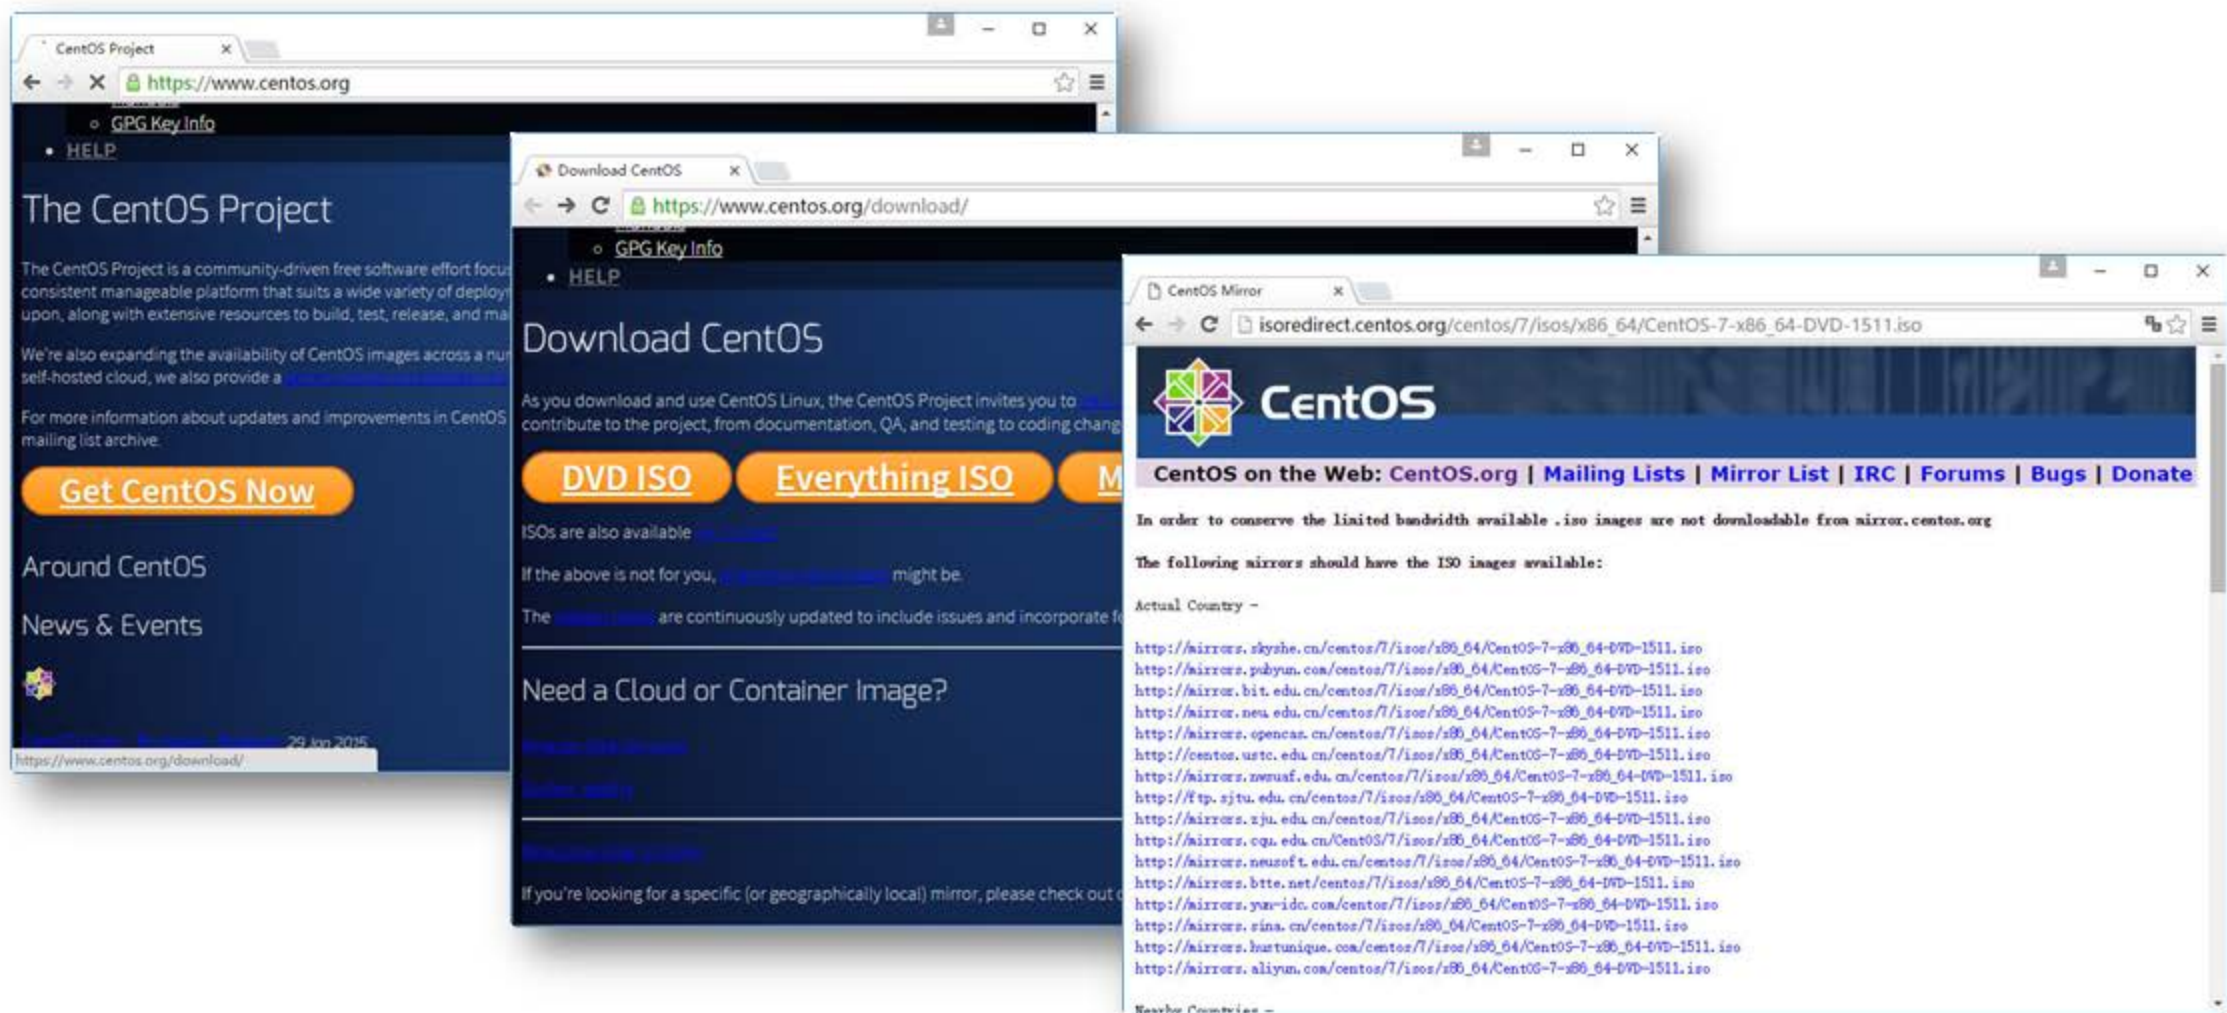 CentOS Project
https://www.centos.org
GPG Key Info
HELP
The CentOS Project
The CentOS Project is a community-driven free software effort focu
consistent manageable platform that suits a wide variety of deploy
upon, along with extensive resources to build, test, release, and ma
We're also expanding the availability of CentOS images across a nu
self-hosted cloud, we also provide a
For more information about updates and improvements in CentOS
mailing list archive.
Get CentOS Now
Around CentOS
News & Events
29 Jan 2015
https://www.centos.org/download/
Download CentOS
https://www.centos.org/download/
GPG Key Info
HELP
Download CentOS
As you download and use CentOS Linux, the CentOS Project invites you to
contribute to the project, from documentation, QA, and testing to coding chang
DVD ISO Everything ISO M
ISOs are also available
If the above is not for you, might be.
The are continuously updated to include issues and incorporate fe
Need a Cloud or Container Image?
If you're looking for a specific (or geographically local) mirror, please check out o
CentOS Mirror
isoredirect.centos.org/centos/7/isos/x86_64/CentOS-7-x86_64-DVD-1511.iso
CentOS
CentOS on the Web: CentOS.org | Mailing Lists | Mirror List | IRC | Forums | Bugs | Donate
In order to conserve the limited bandwidth available .iso images are not downloadable from mirror.centos.org
The following mirrors should have the ISO images available:
Actual Country -
http://mirrors.skyshe.cn/centos/7/isos/x86_64/CentOS-7-x86_64-DVD-1511.iso
http://mirrors.pubyun.com/centos/7/isos/x86_64/CentOS-7-x86_64-DVD-1511.iso
http://mirror.bit.edu.cn/centos/7/isos/x86_64/CentOS-7-x86_64-DVD-1511.iso
http://mirror.neu.edu.cn/centos/7/isos/x86_64/CentOS-7-x86_64-DVD-1511.iso
http://mirrors.opencas.cn/centos/7/isos/x86_64/CentOS-7-x86_64-DVD-1511.iso
http://centos.ustc.edu.cn/centos/7/isos/x86_64/CentOS-7-x86_64-DVD-1511.iso
http://mirrors.nwsuaf.edu.cn/centos/7/isos/x86_64/CentOS-7-x86_64-DVD-1511.iso
http://ftp.sjtu.edu.cn/centos/7/isos/x86_64/CentOS-7-x86_64-DVD-1511.iso
http://mirrors.zju.edu.cn/centos/7/isos/x86_64/CentOS-7-x86_64-DVD-1511.iso
http://mirrors.cqu.edu.cn/CentOS/7/isos/x86_64/CentOS-7-x86_64-DVD-1511.iso
http://mirrors.neusoft.edu.cn/centos/7/isos/x86_64/CentOS-7-x86_64-DVD-1511.iso
http://mirrors.btte.net/centos/7/isos/x86_64/CentOS-7-x86_64-DVD-1511.iso
http://mirrors.yun-idc.com/centos/7/isos/x86_64/CentOS-7-x86_64-DVD-1511.iso
http://mirrors.sina.cn/centos/7/isos/x86_64/CentOS-7-x86_64-DVD-1511.iso
http://mirrors.hustunique.com/centos/7/isos/x86_64/CentOS-7-x86_64-DVD-1511.iso
http://mirrors.aliyun.com/centos/7/isos/x86_64/CentOS-7-x86_64-DVD-1511.iso
Nearby Countries -